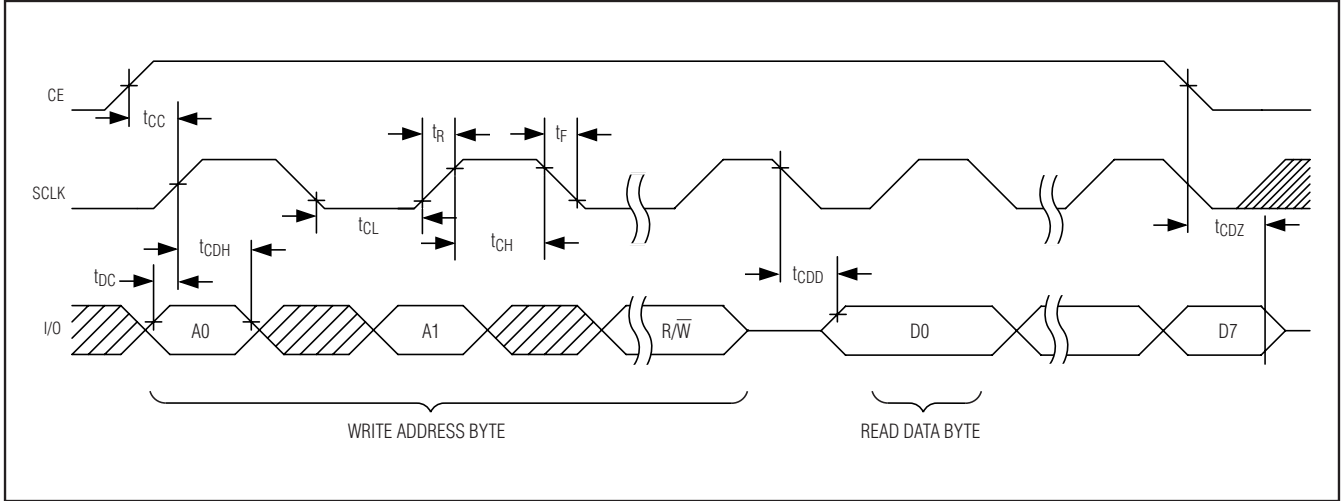 CE
tCC
tR
tF
SCLK
tCL
tCH
tCDZ
tCDH
tCDD
tDC
I/O
A0
A1
R/W̅
D0
D7
WRITE ADDRESS BYTE
READ DATA BYTE